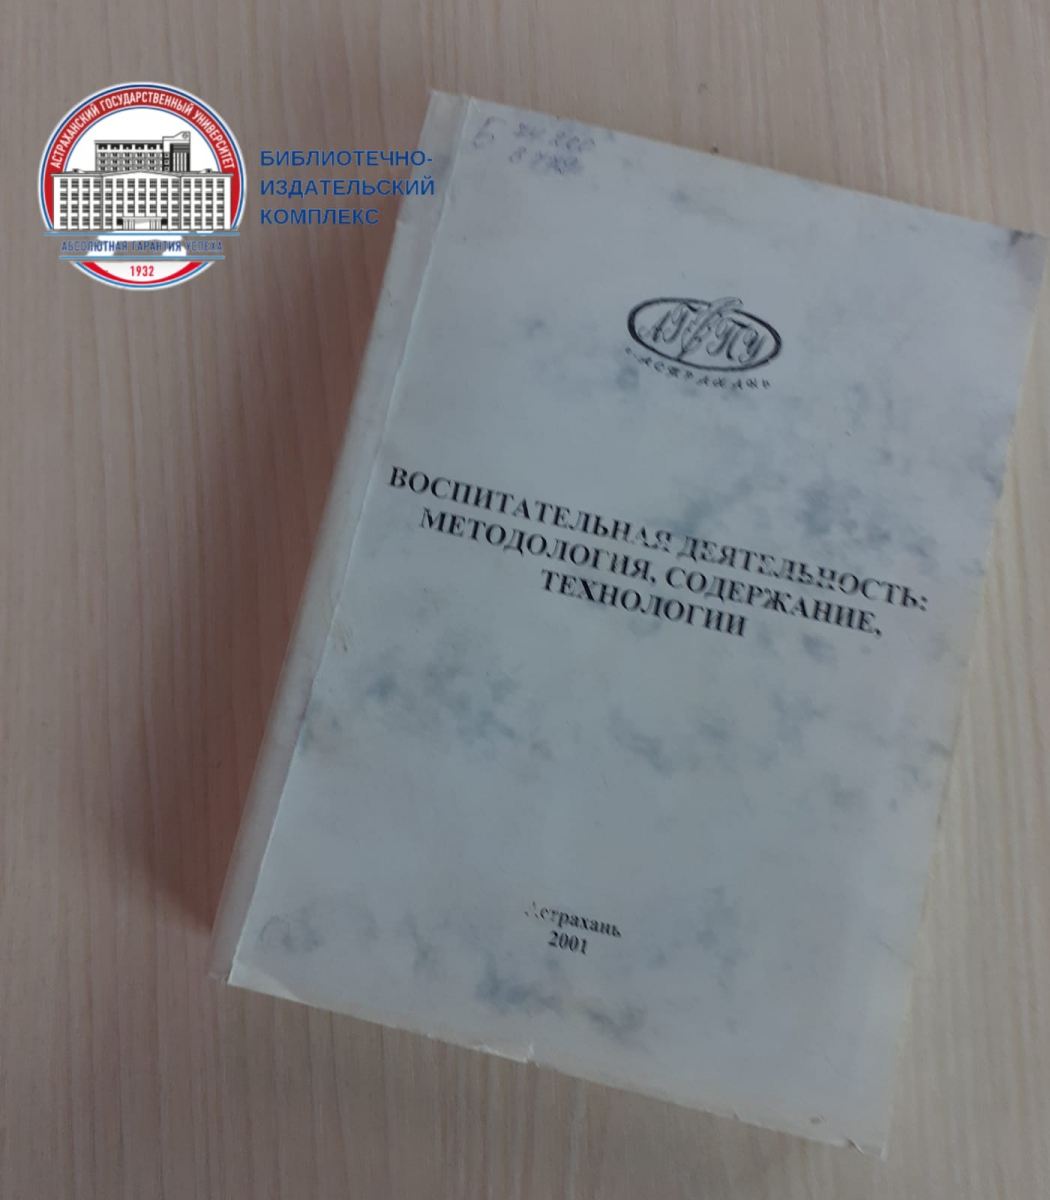 АСТРАХАНСКИЙ ГОСУДАРСТВЕННЫЙ УНИВЕРСИТЕТ
АБСОЛЮТНАЯ ГАРАНТИЯ УСПЕХА
1932
БИБЛИОТЕЧНО-
ИЗДАТЕЛЬСКИЙ
КОМПЛЕКС
Б
АГПУ
АСТРАХАНЬ
ВОСПИТАТЕЛЬНАЯ ДЕЯТЕЛЬНОСТЬ:
МЕТОДОЛОГИЯ, СОДЕРЖАНИЕ,
ТЕХНОЛОГИИ
Астрахань
2001